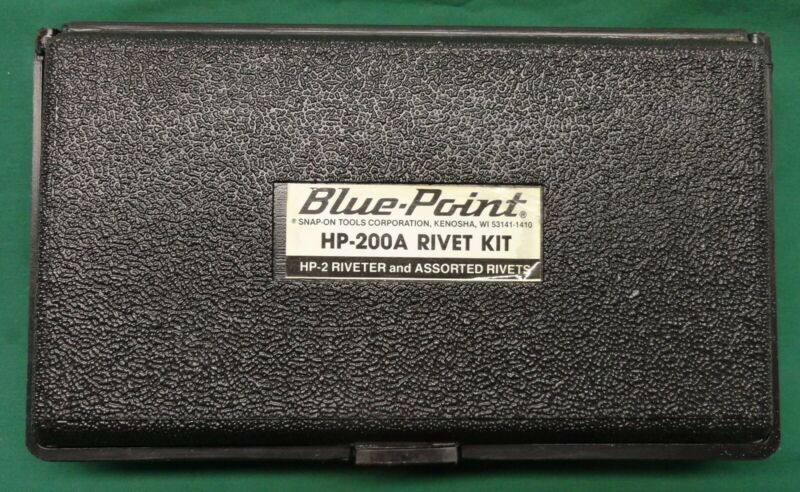 Blue-Point®
® SNAP-ON TOOLS CORPORATION, KENOSHA, WI 53141-1410
HP-200A RIVET KIT
HP-2 RIVETER and ASSORTED RIVETS